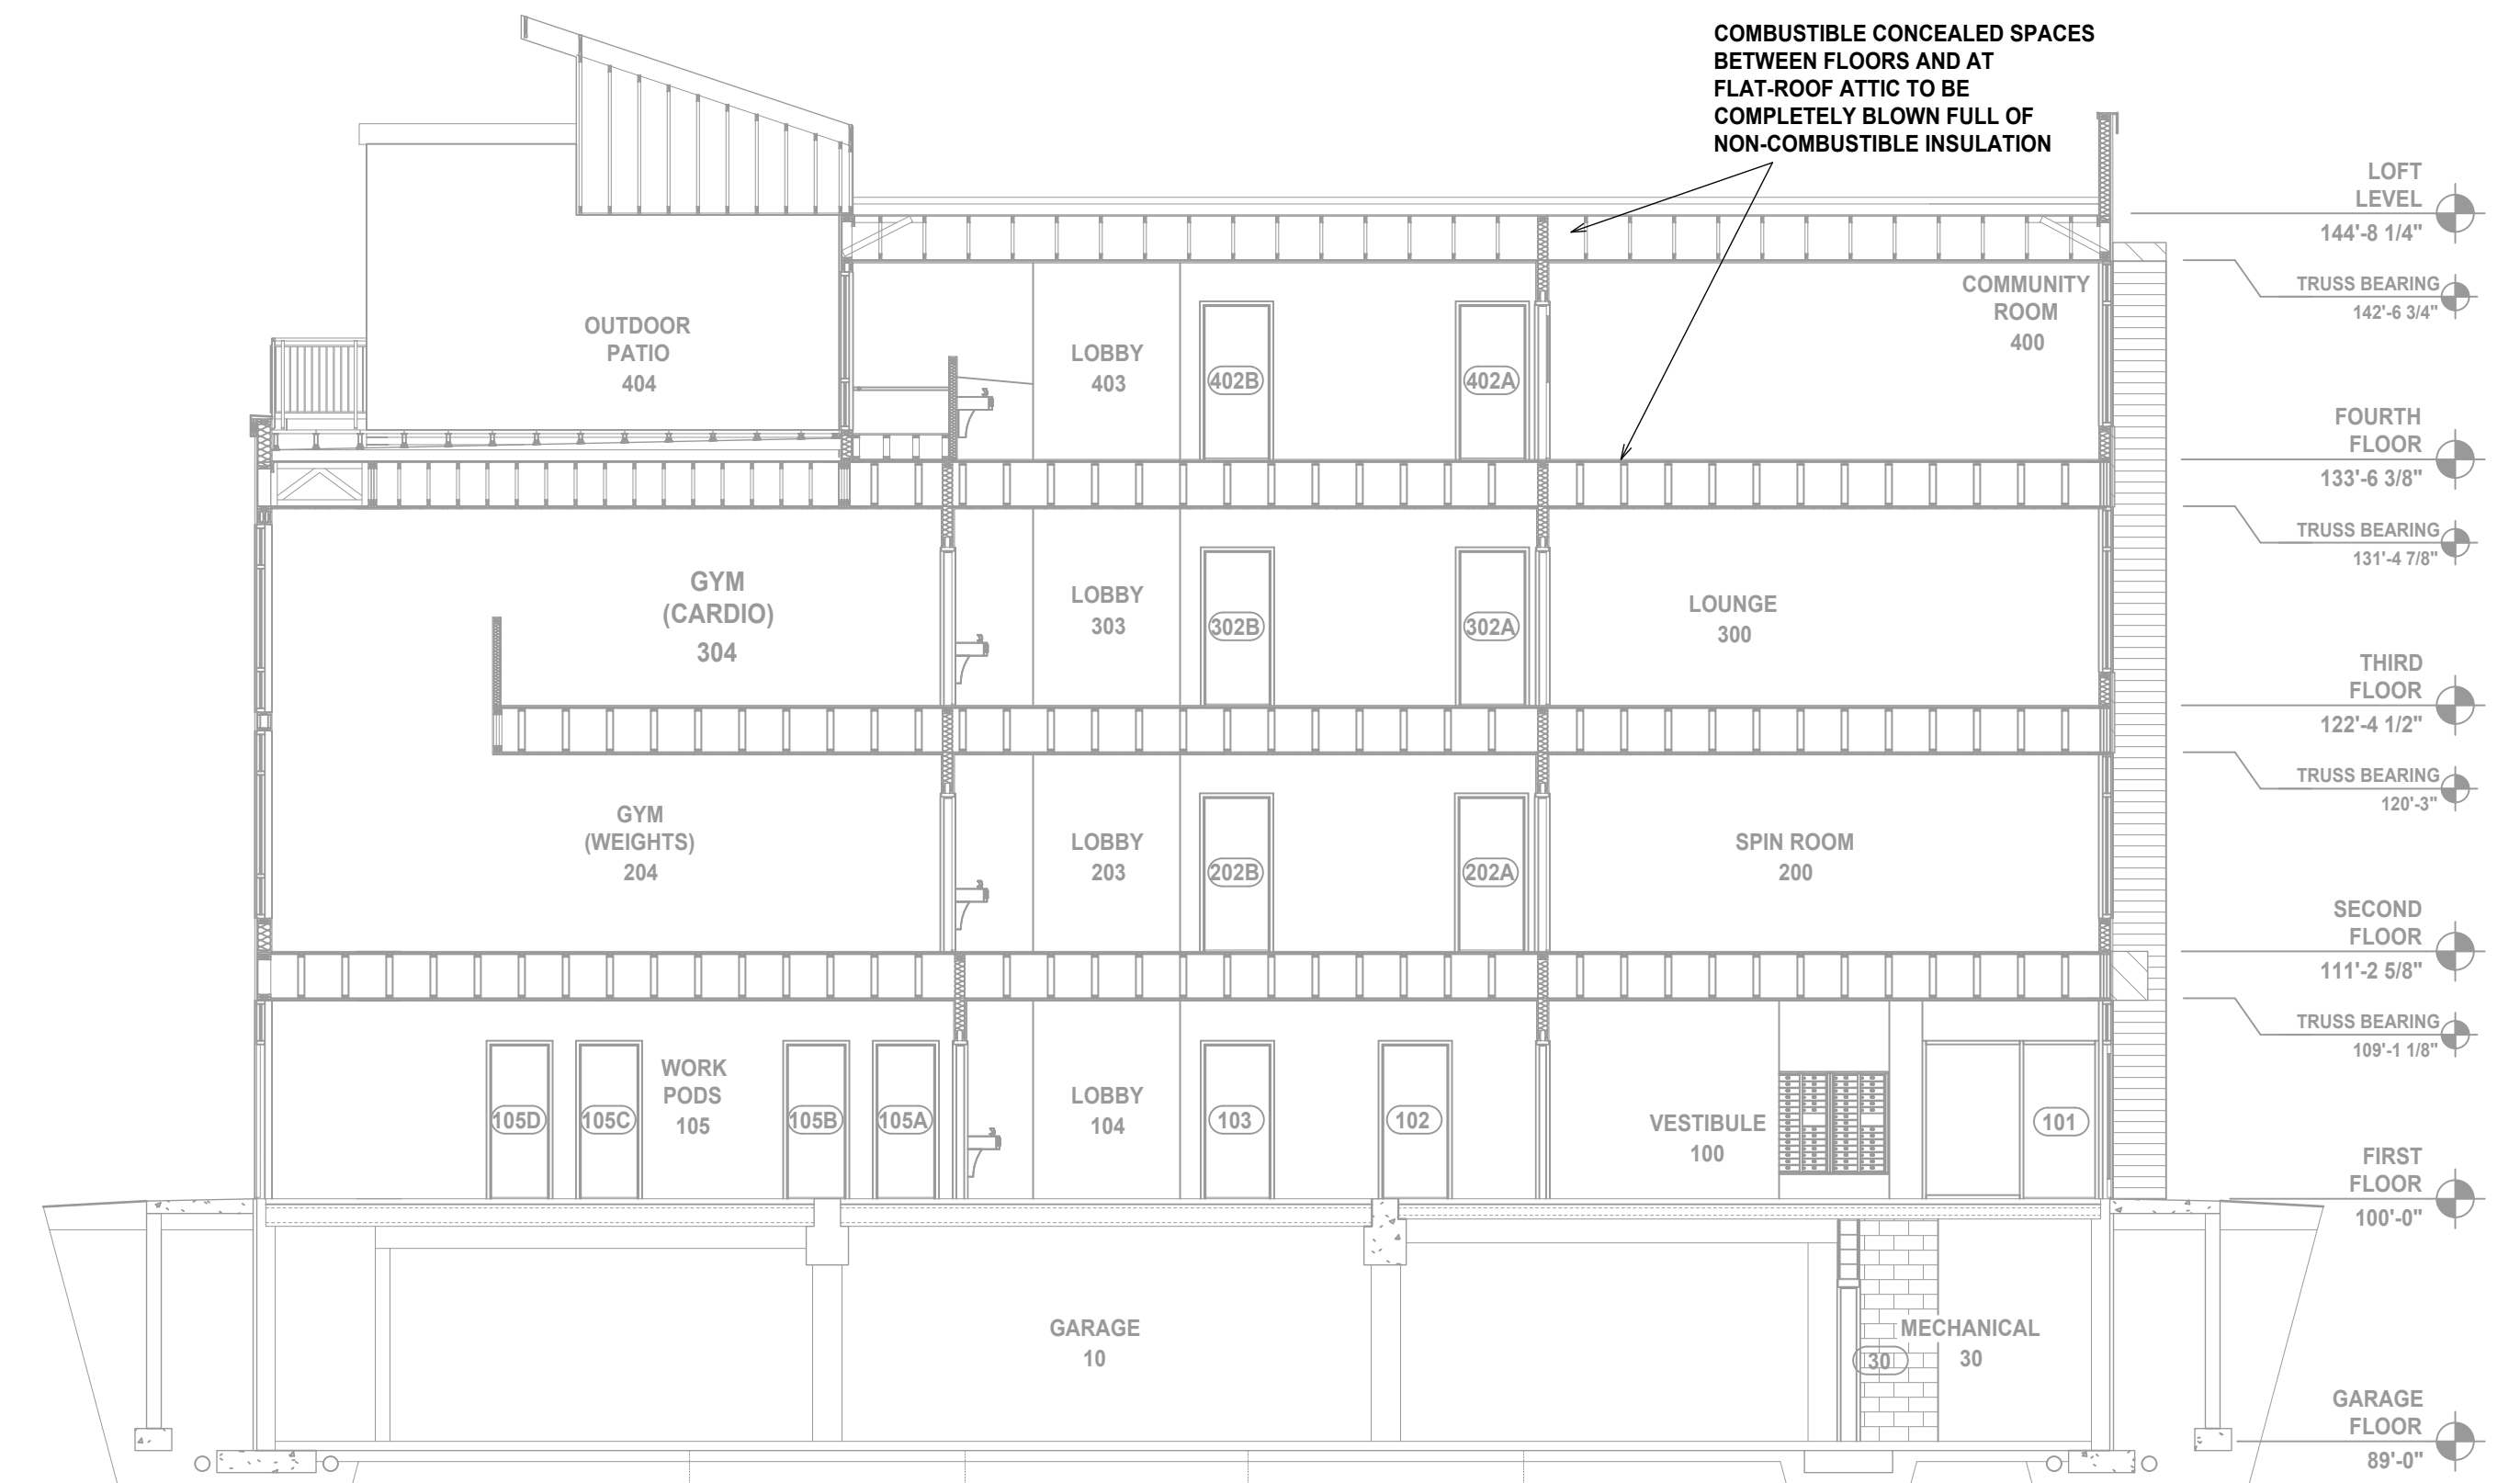 COMBUSTIBLE CONCEALED SPACES
BETWEEN FLOORS AND AT
FLAT-ROOF ATTIC TO BE
COMPLETELY BLOWN FULL OF
NON-COMBUSTIBLE INSULATION
LOFT
LEVEL
144'-8 1/4"
TRUSS BEARING
142'-6 3/4"
OUTDOOR
PATIO
404
LOBBY
403
402B
402A
COMMUNITY
ROOM
400
FOURTH
FLOOR
133'-6 3/8"
TRUSS BEARING
131'-4 7/8"
GYM
(CARDIO)
304
LOBBY
303
302B
302A
LOUNGE
300
THIRD
FLOOR
122'-4 1/2"
TRUSS BEARING
120'-3"
GYM
(WEIGHTS)
204
LOBBY
203
202B
202A
SPIN ROOM
200
SECOND
FLOOR
111'-2 5/8"
TRUSS BEARING
109'-1 1/8"
105D
105C
WORK
PODS
105
105B
105A
LOBBY
104
103
102
VESTIBULE
100
101
FIRST
FLOOR
100'-0"
GARAGE
10
30
MECHANICAL
30
GARAGE
FLOOR
89'-0"